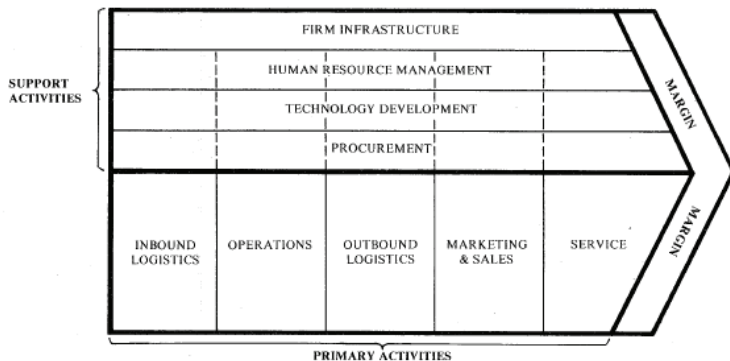 FIRM INFRASTRUCTURE
HUMAN RESOURCE MANAGEMENT
SUPPORT
ACTIVITIES
TECHNOLOGY DEVELOPMENT
PROCUREMENT
MARGIN
MARGIN
INBOUND
LOGISTICS
OPERATIONS
OUTBOUND
LOGISTICS
MARKETING
& SALES
SERVICE
PRIMARY ACTIVITIES